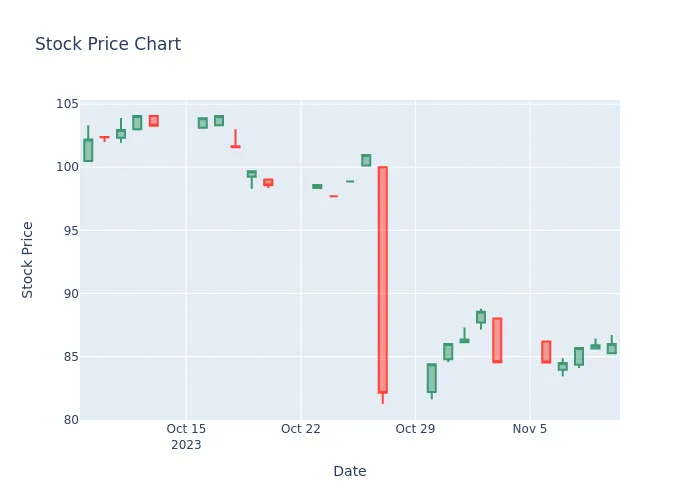 Stock Price Chart
105
100
95
90
85
80
Stock Price
Oct 15
2023
Oct 22
Oct 29
Nov 5
Date